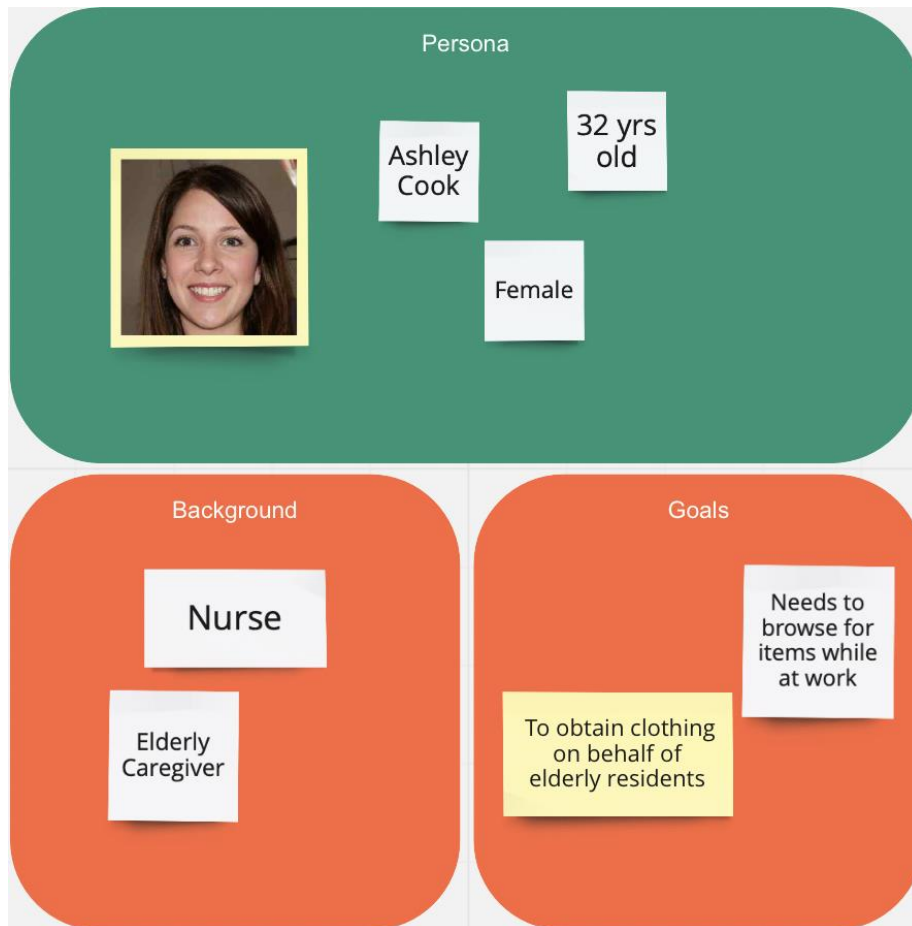 Persona
Ashley
Cook
32 yrs
old
Female
Background
Nurse
Elderly
Caregiver
Goals
Needs to
browse for
items while
at work
To obtain clothing
on behalf of
elderly residents